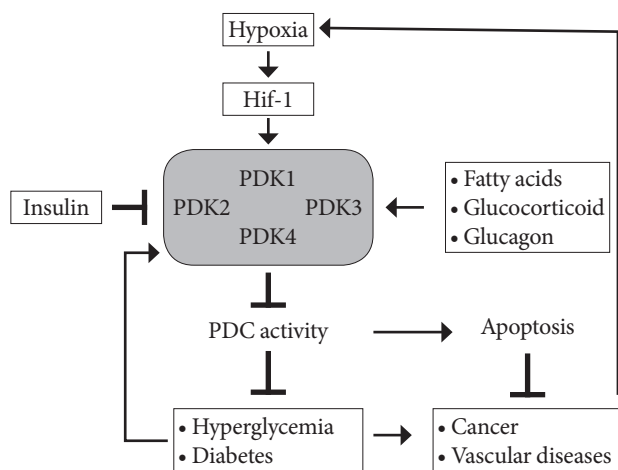 Hypoxia
Hif-1
PDK1
PDK2 PDK3
PDK4
Insulin
• Fatty acids
• Glucocorticoid
• Glucagon
PDC activity
Apoptosis
• Hyperglycemia
• Diabetes
• Cancer
• Vascular diseases